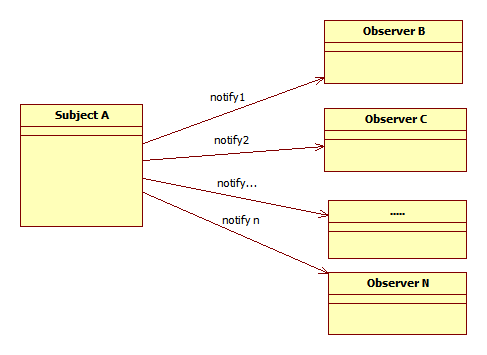 Observer B
notify1
Subject A
Observer C
notify2
notify...
.....
notify n
Observer N